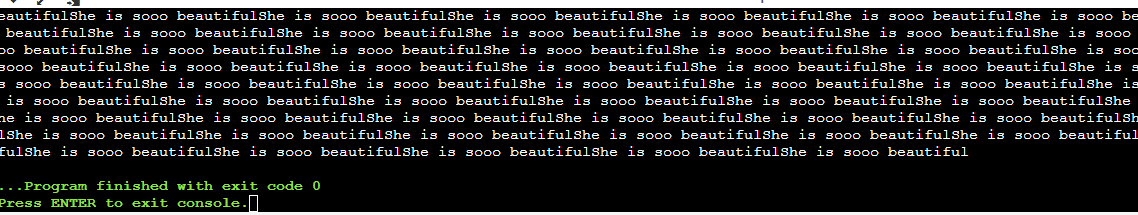 eautifulShe is sooo beautifulShe is sooo beautifulShe is sooo beautifulShe is sooo beautifulShe is sooo beautifulShe is sooo be
 beautifulShe is sooo beautifulShe is sooo beautifulShe is sooo beautifulShe is sooo beautifulShe is sooo beautifulShe is sooo
oo beautifulShe is sooo beautifulShe is sooo beautifulShe is sooo beautifulShe is sooo beautifulShe is sooo beautifulShe is soo
sooo beautifulShe is sooo beautifulShe is sooo beautifulShe is sooo beautifulShe is sooo beautifulShe is sooo beautifulShe is s
s sooo beautifulShe is sooo beautifulShe is sooo beautifulShe is sooo beautifulShe is sooo beautifulShe is sooo beautifulShe is
 is sooo beautifulShe is sooo beautifulShe is sooo beautifulShe is sooo beautifulShe is sooo beautifulShe is sooo beautifulShe
he is sooo beautifulShe is sooo beautifulShe is sooo beautifulShe is sooo beautifulShe is sooo beautifulShe is sooo beautifulSh
lShe is sooo beautifulShe is sooo beautifulShe is sooo beautifulShe is sooo beautifulShe is sooo beautifulShe is sooo beautiful
fulShe is sooo beautifulShe is sooo beautifulShe is sooo beautifulShe is sooo beautiful
...Program finished with exit code 0
Press ENTER to exit console.